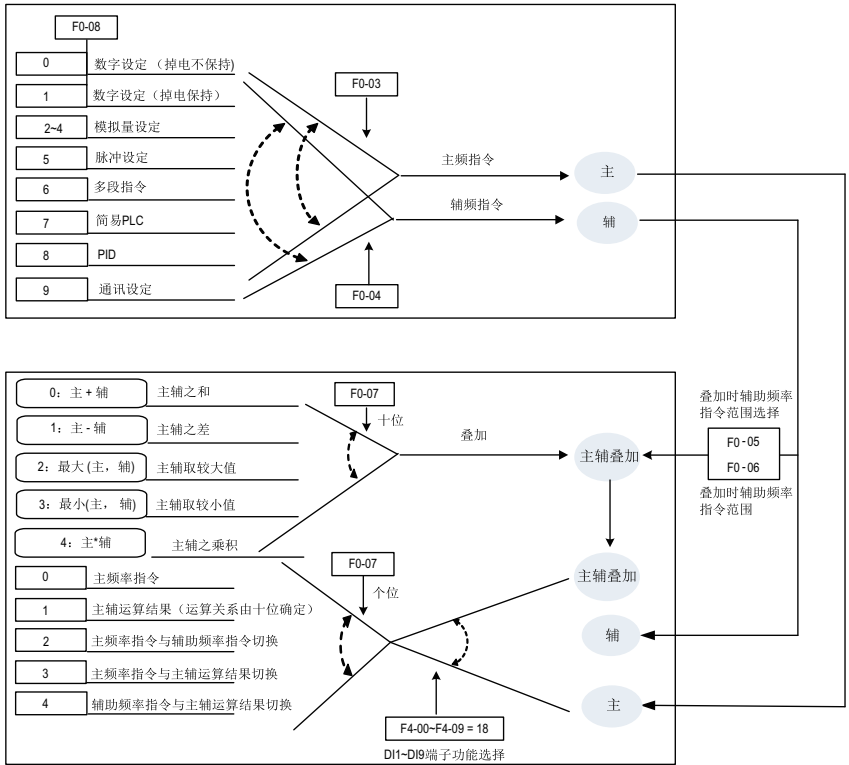 F0-08
0 数字设定 （掉电不保持)
1 数字设定（掉电保持）
2~4 模拟量设定
5 脉冲设定
6 多段指令
7 简易PLC
8 PID
9 通讯设定
F0-03
F0-04
主频指令
辅频指令
主
辅
0：主 + 辅 主辅之和
1：主 - 辅 主辅之差
2：最大 (主，辅) 主辅取较大值
3：最小(主， 辅) 主辅取较小值
4：主*辅 主辅之乘积
F0-07
十位
叠加
主辅叠加
叠加时辅助频率
指令范围选择
F0 - 05
F0 - 06
叠加时辅助频率
指令范围
0 主频率指令
1 主辅运算结果（运算关系由十位确定）
2 主频率指令与辅助频率指令切换
3 主频率指令与主辅运算结果切换
4 辅助频率指令与主辅运算结果切换
F0-07
个位
主辅叠加
辅
主
F4-00~F4-09 = 18
DI1~DI9端子功能选择